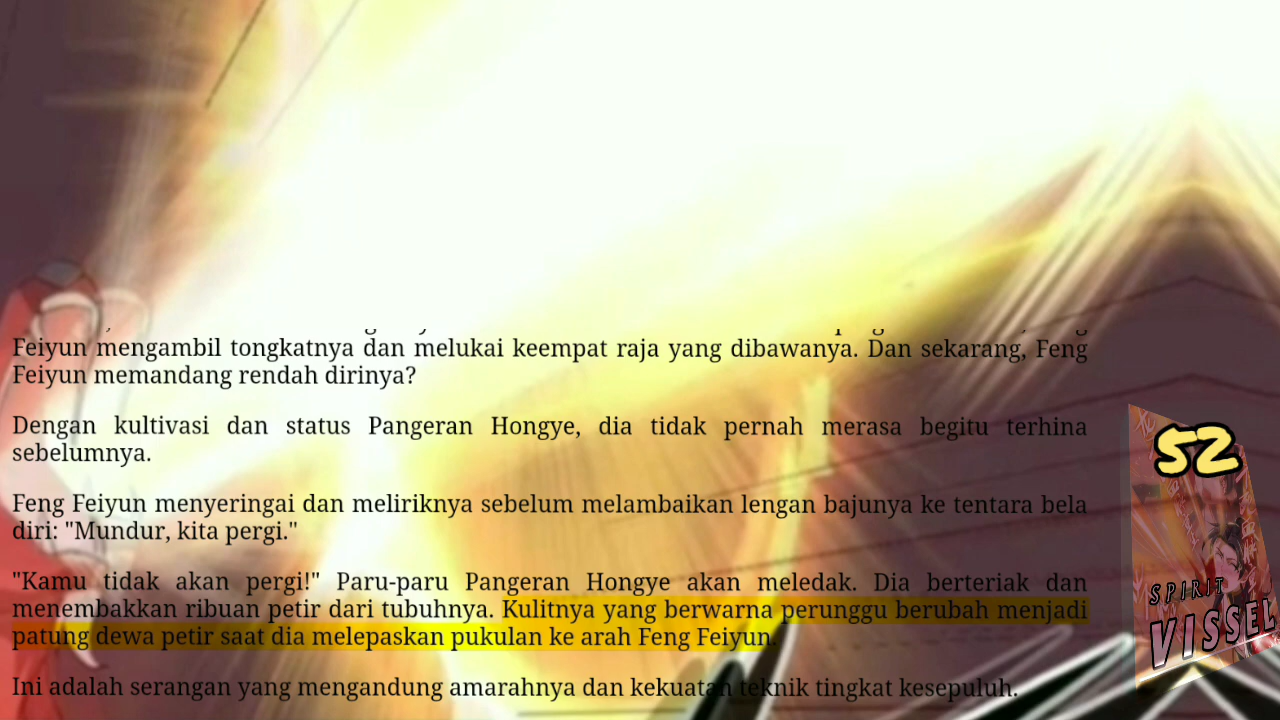 Feiyun mengambil tongkatnya dan melukai keempat raja yang dibawanya. Dan sekarang, Feng
Feiyun memandang rendah dirinya?
Dengan kultivasi dan status Pangeran Hongye, dia tidak pernah merasa begitu terhina
sebelumnya.
Feng Feiyun menyeringai dan meliriknya sebelum melambaikan lengan bajunya ke tentara bela
diri: "Mundur, kita pergi."
"Kamu tidak akan pergi!" Paru-paru Pangeran Hongye akan meledak. Dia berteriak dan
menembakkan ribuan petir dari tubuhnya. Kulitnya yang berwarna perunggu berubah menjadi
patung dewa petir saat dia melepaskan pukulan ke arah Feng Feiyun.
Ini adalah serangan yang mengandung amarahnya dan kekuatan teknik tingkat kesepuluh.
52
SPIRIT
VISSEL